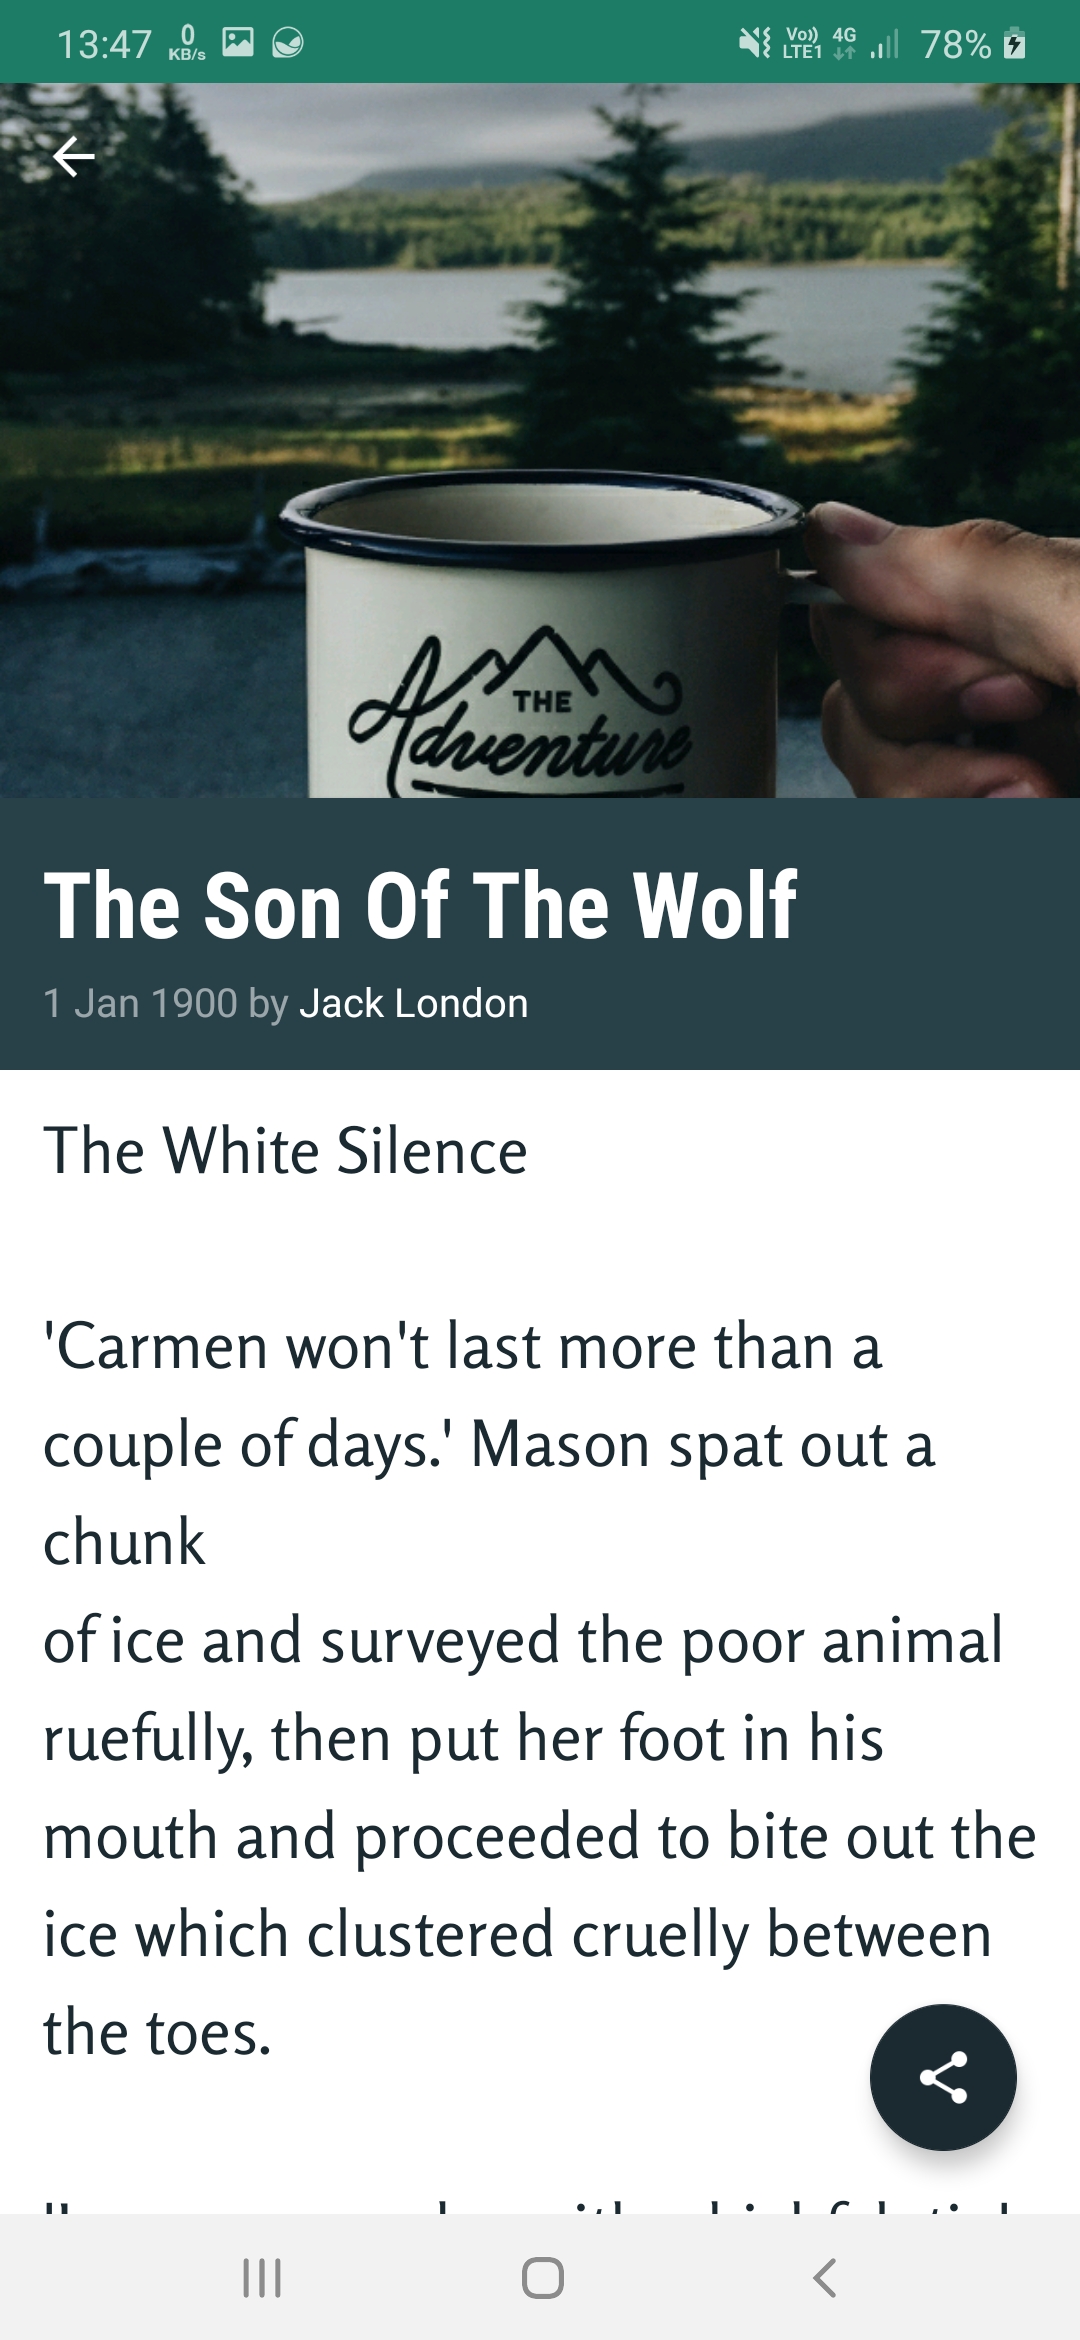 13:47
0
KB/s
Vo))
LTE1
4G
78%
THE
Adventure
The Son Of The Wolf
1 Jan 1900 by Jack London
The White Silence
'Carmen won't last more than a
couple of days.' Mason spat out a
chunk
of ice and surveyed the poor animal
ruefully, then put her foot in his
mouth and proceeded to bite out the
ice which clustered cruelly between
the toes.